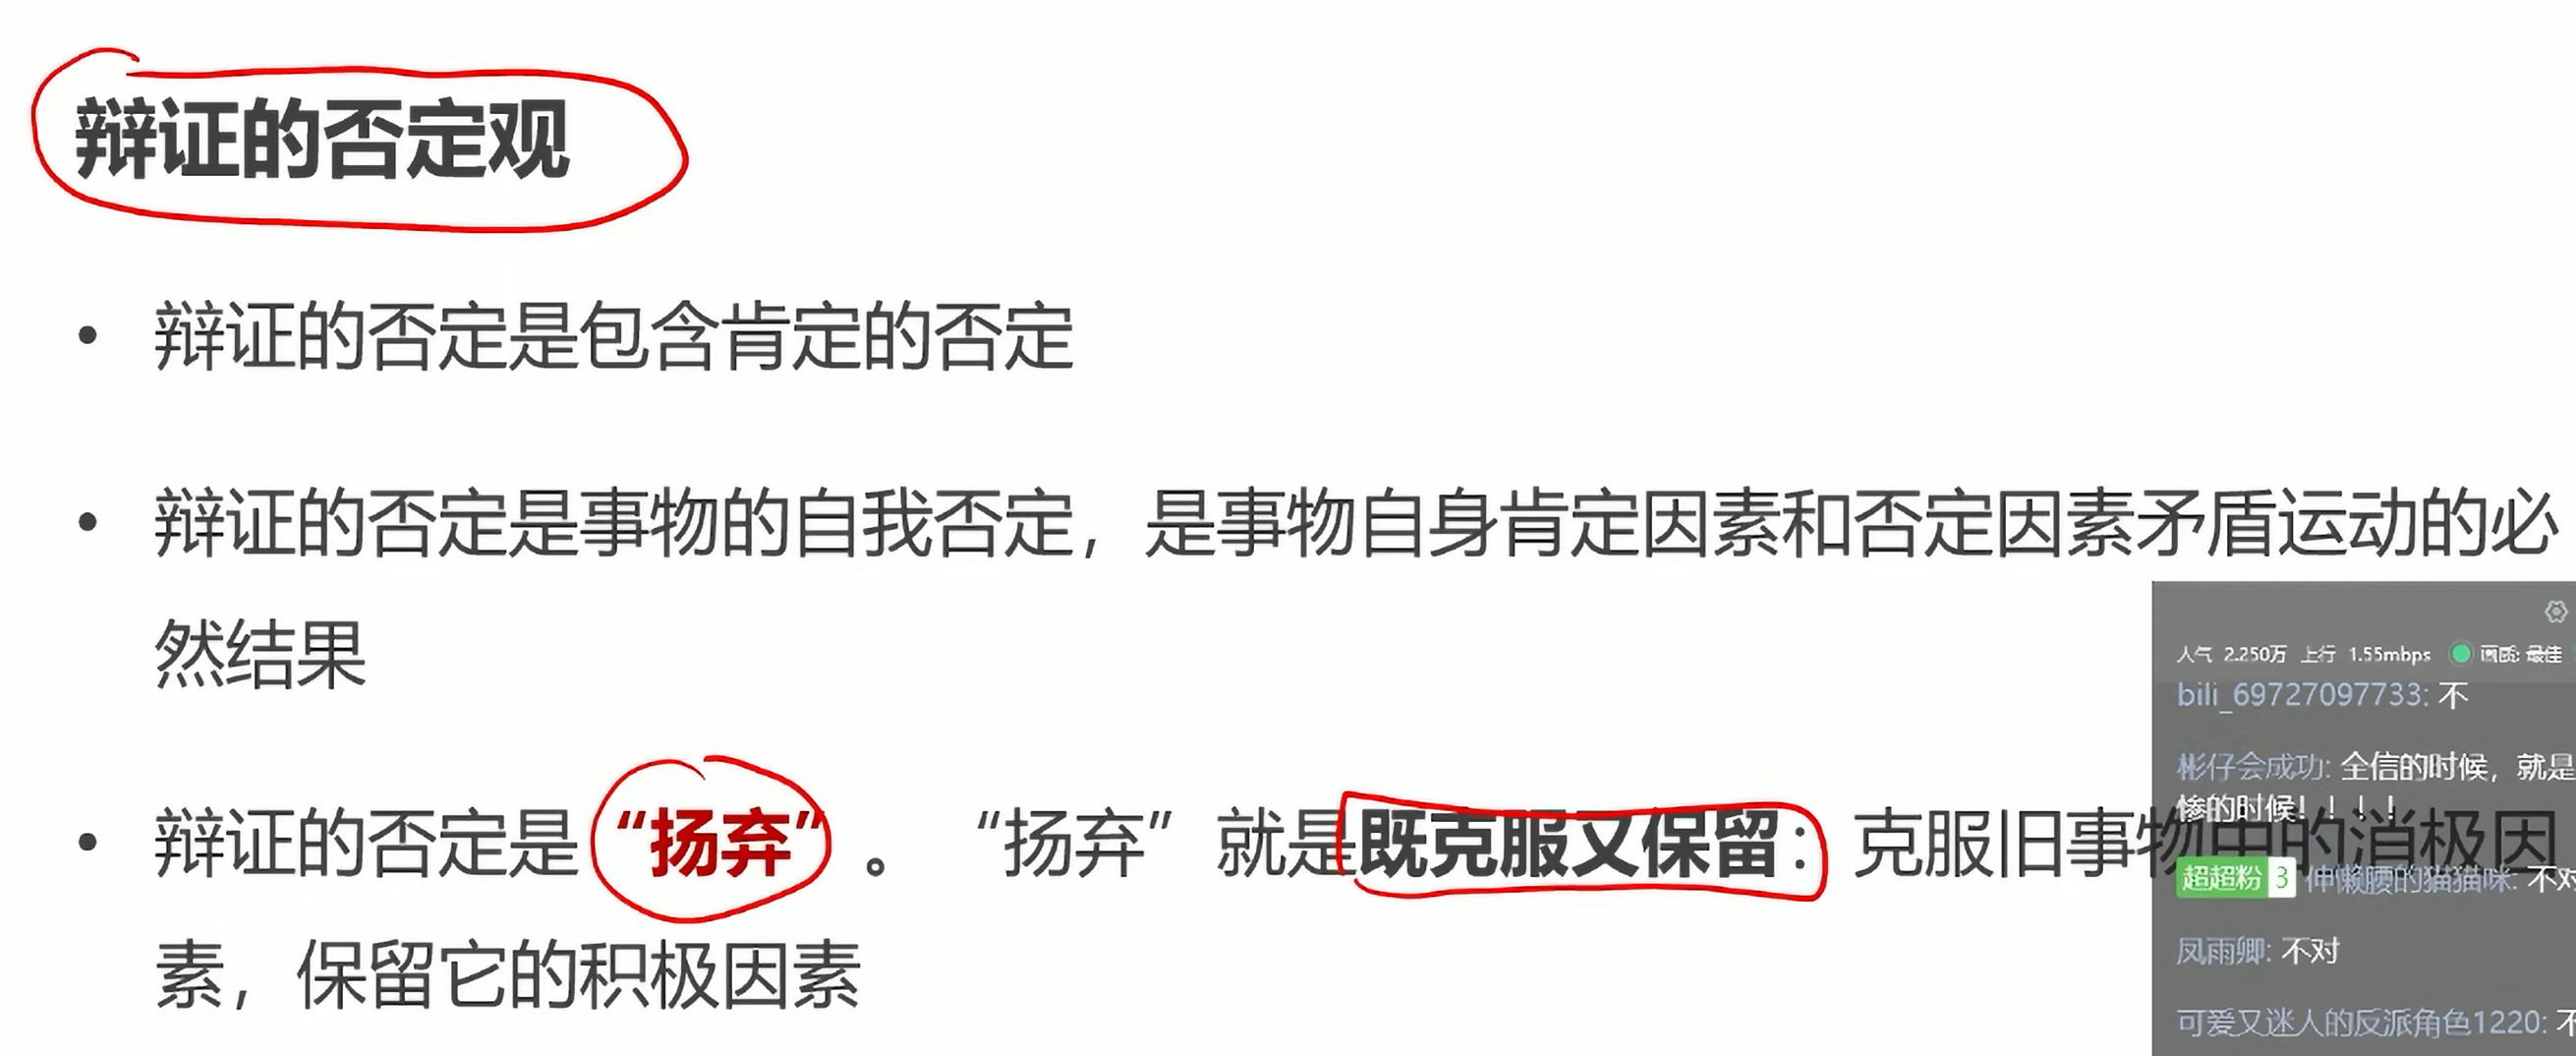 辩证的否定观
• 辩证的否定是包含肯定的否定
• 辩证的否定是事物的自我否定，是事物自身肯定因素和否定因素矛盾运动的必
然结果
• 辩证的否定是“扬弃”。 “扬弃”就是既克服又保留：克服旧事物中的消极因
素，保留它的积极因素
人气 2.250万 上行 1.55mbps 画质: 最佳
bili_69727097733: 不
彬仔会成功: 全信的时候，就是
惨的时候！！！！
超超粉 3 伸懒腰的猫猫咪: 不对
凤雨卿: 不对
可爱又迷人的反派角色1220: 不